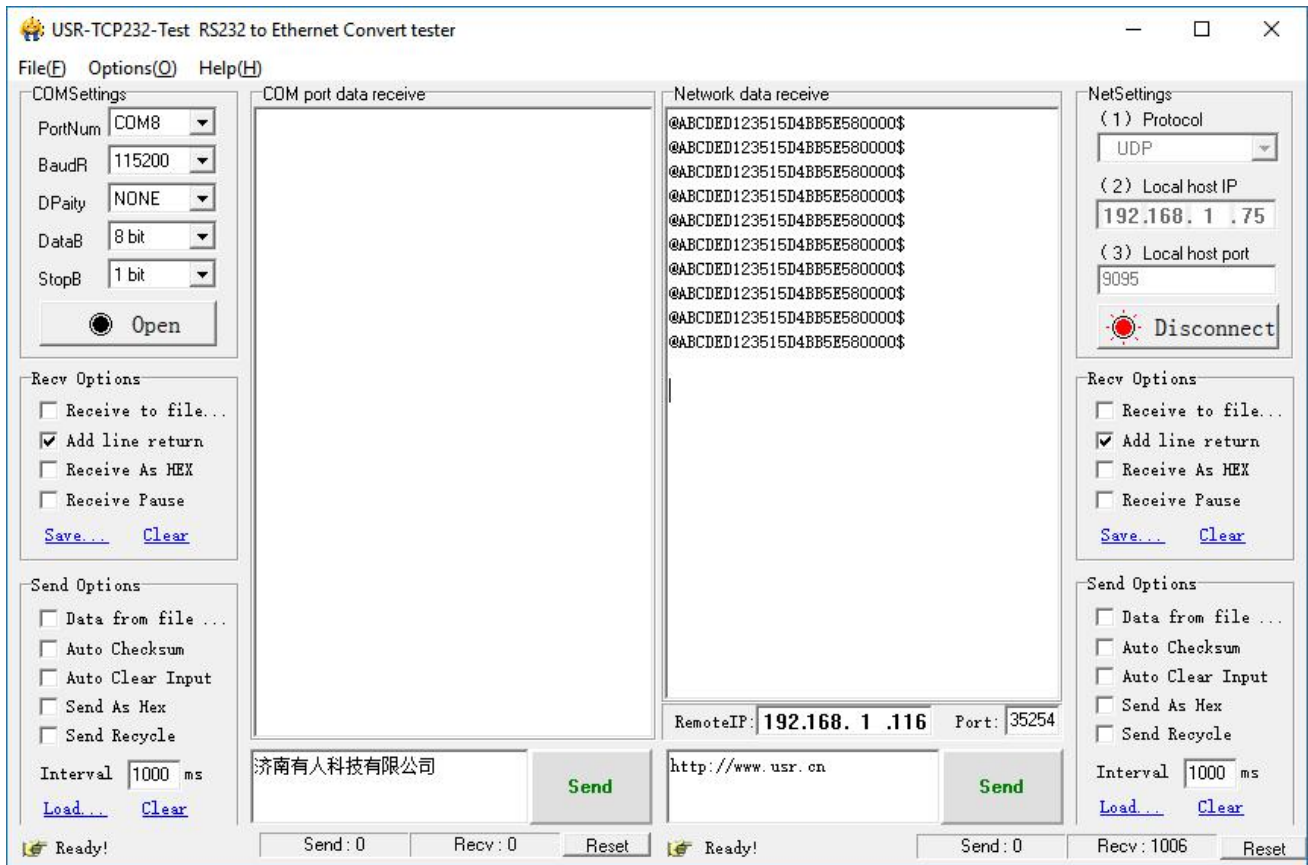 USR-TCP232-Test RS232 to Ethernet Convert tester
File(F) Options(O) Help(H)
COMSettings
PortNum COM8
BaudR 115200
DPaity NONE
DataB 8 bit
StopB 1 bit
Open
Recv Options
Receive to file...
Add line return
Receive As HEX
Receive Pause
Save... Clear
Send Options
Data from file ...
Auto Checksum
Auto Clear Input
Send As Hex
Send Recycle
Interval 1000 ms
Load... Clear
COM port data receive
济南有人科技有限公司
Send
Network data receive
@ABCDED123515D4BB5E580000$
@ABCDED123515D4BB5E580000$
@ABCDED123515D4BB5E580000$
@ABCDED123515D4BB5E580000$
@ABCDED123515D4BB5E580000$
@ABCDED123515D4BB5E580000$
@ABCDED123515D4BB5E580000$
@ABCDED123515D4BB5E580000$
@ABCDED123515D4BB5E580000$
@ABCDED123515D4BB5E580000$
RemoteIP: 192.168. 1 .116 Port: 35254
http://www.usr.cn
Send
NetSettings
(1) Protocol
UDP
(2) Local host IP
192.168. 1 .75
(3) Local host port
9095
Disconnect
Recv Options
Receive to file...
Add line return
Receive As HEX
Receive Pause
Save... Clear
Send Options
Data from file ...
Auto Checksum
Auto Clear Input
Send As Hex
Send Recycle
Interval 1000 ms
Load... Clear
Ready! Send : 0 Recv : 0 Reset
Ready! Send : 0 Recv : 1006 Reset